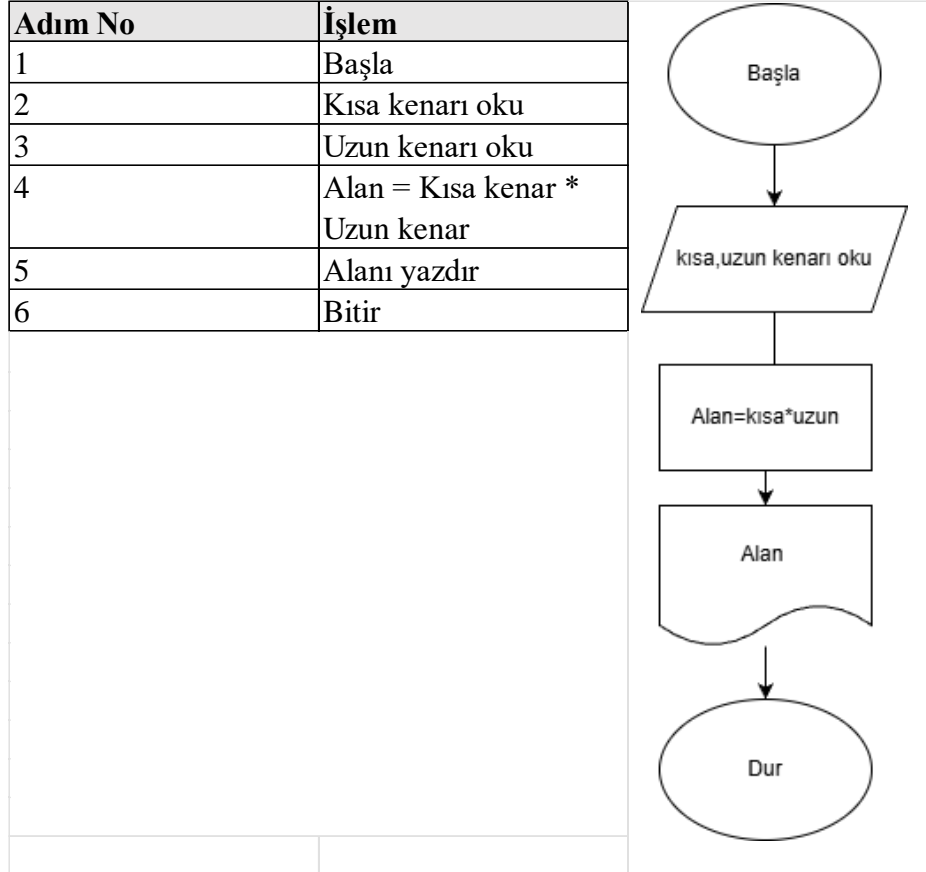 Adım No İşlem
1 Başla
2 Kısa kenarı oku
3 Uzun kenarı oku
4 Alan = Kısa kenar *
Uzun kenar
5 Alanı yazdır
6 Bitir
Başla
kısa,uzun kenarı oku
Alan=kısa*uzun
Alan
Dur